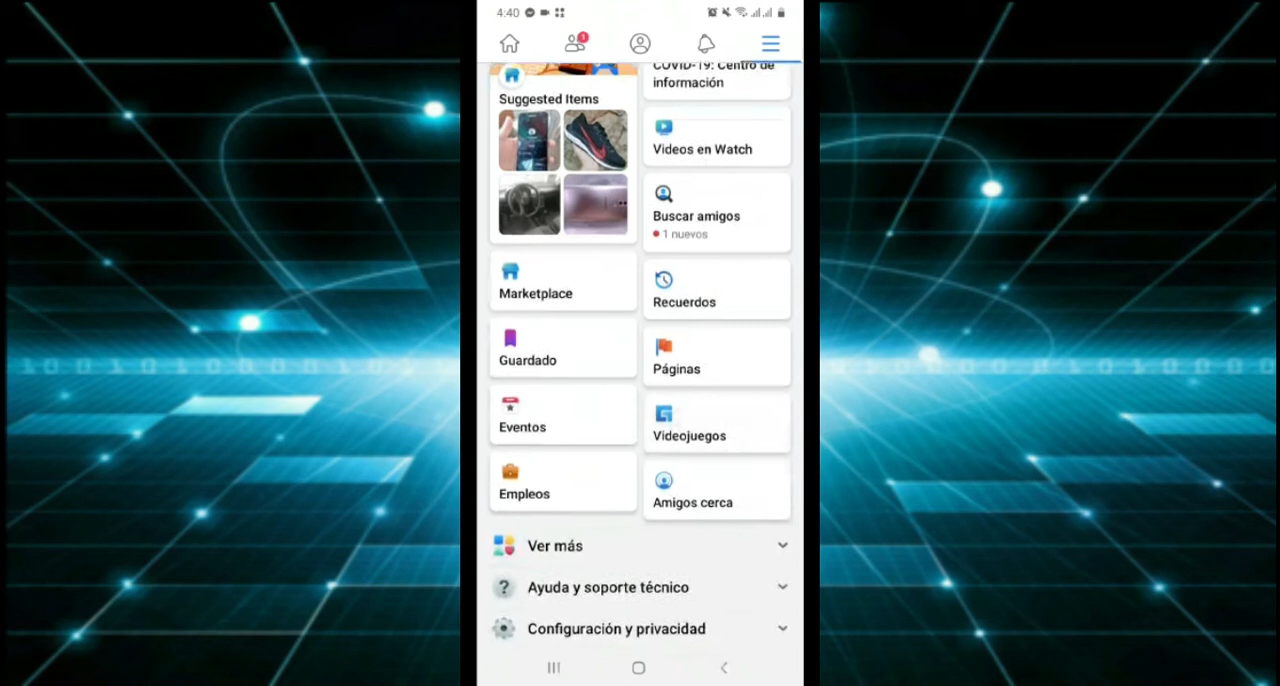 4:40
1
Suggested Items
Marketplace
Guardado
Eventos
Empleos
COVID-19: Centro de
información
Videos en Watch
Buscar amigos
1 nuevos
Recuerdos
Páginas
Videojuegos
Amigos cerca
Ver más
Ayuda y soporte técnico
Configuración y privacidad